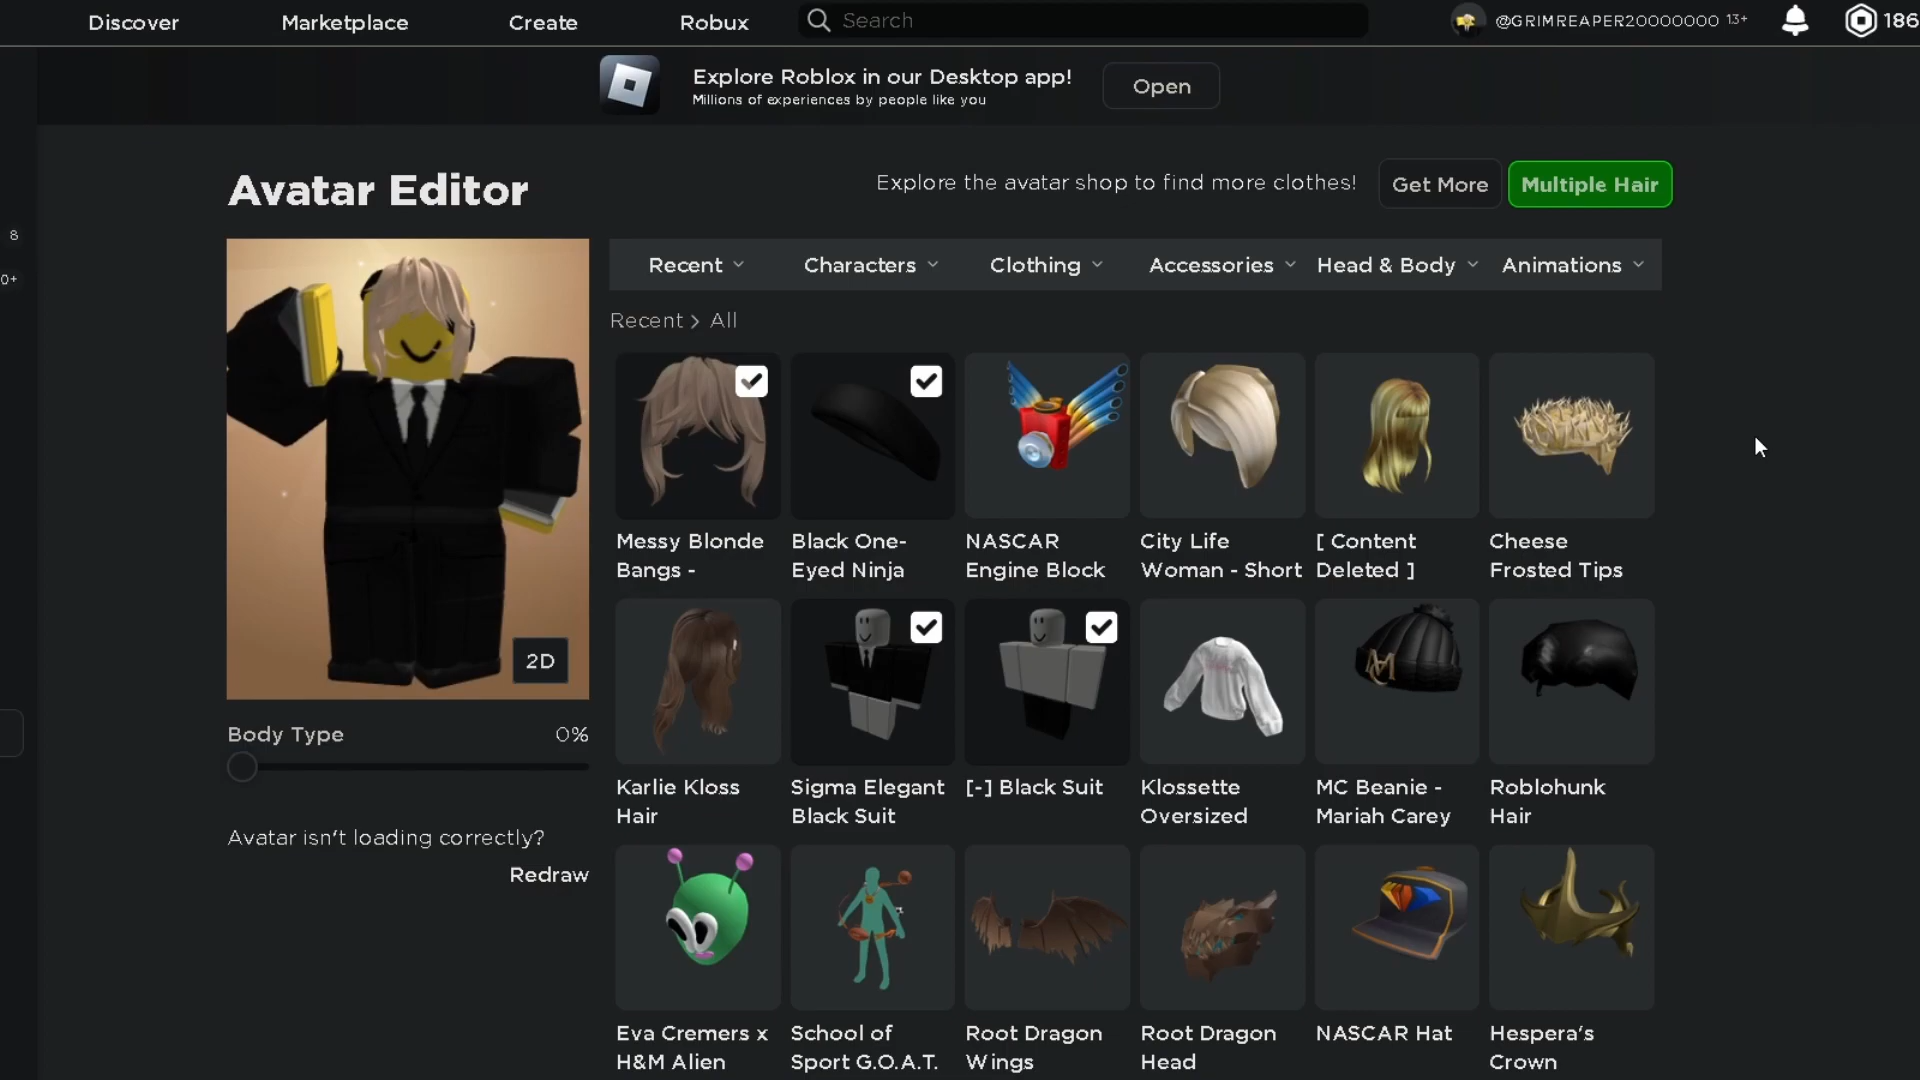 Discover Marketplace Create Robux Search @GRIMREAPER20000000 13+ 186
Explore Roblox in our Desktop app!
Millions of experiences by people like you
Open
Avatar Editor
Explore the avatar shop to find more clothes! Get More Multiple Hair
8
0+
Recent Characters Clothing Accessories Head & Body Animations
Recent > All
Messy Blonde
Bangs -
Black One-
Eyed Ninja
NASCAR
Engine Block
City Life
Woman - Short
[ Content
Deleted ]
Cheese
Frosted Tips
2D
Body Type 0%
Karlie Kloss
Hair
Sigma Elegant
Black Suit
[-] Black Suit
Klossette
Oversized
MC Beanie -
Mariah Carey
Roblohunk
Hair
Avatar isn't loading correctly?
Redraw
Eva Cremers x
H&M Alien
School of
Sport G.O.A.T.
Root Dragon
Wings
Root Dragon
Head
NASCAR Hat
Hespera's
Crown